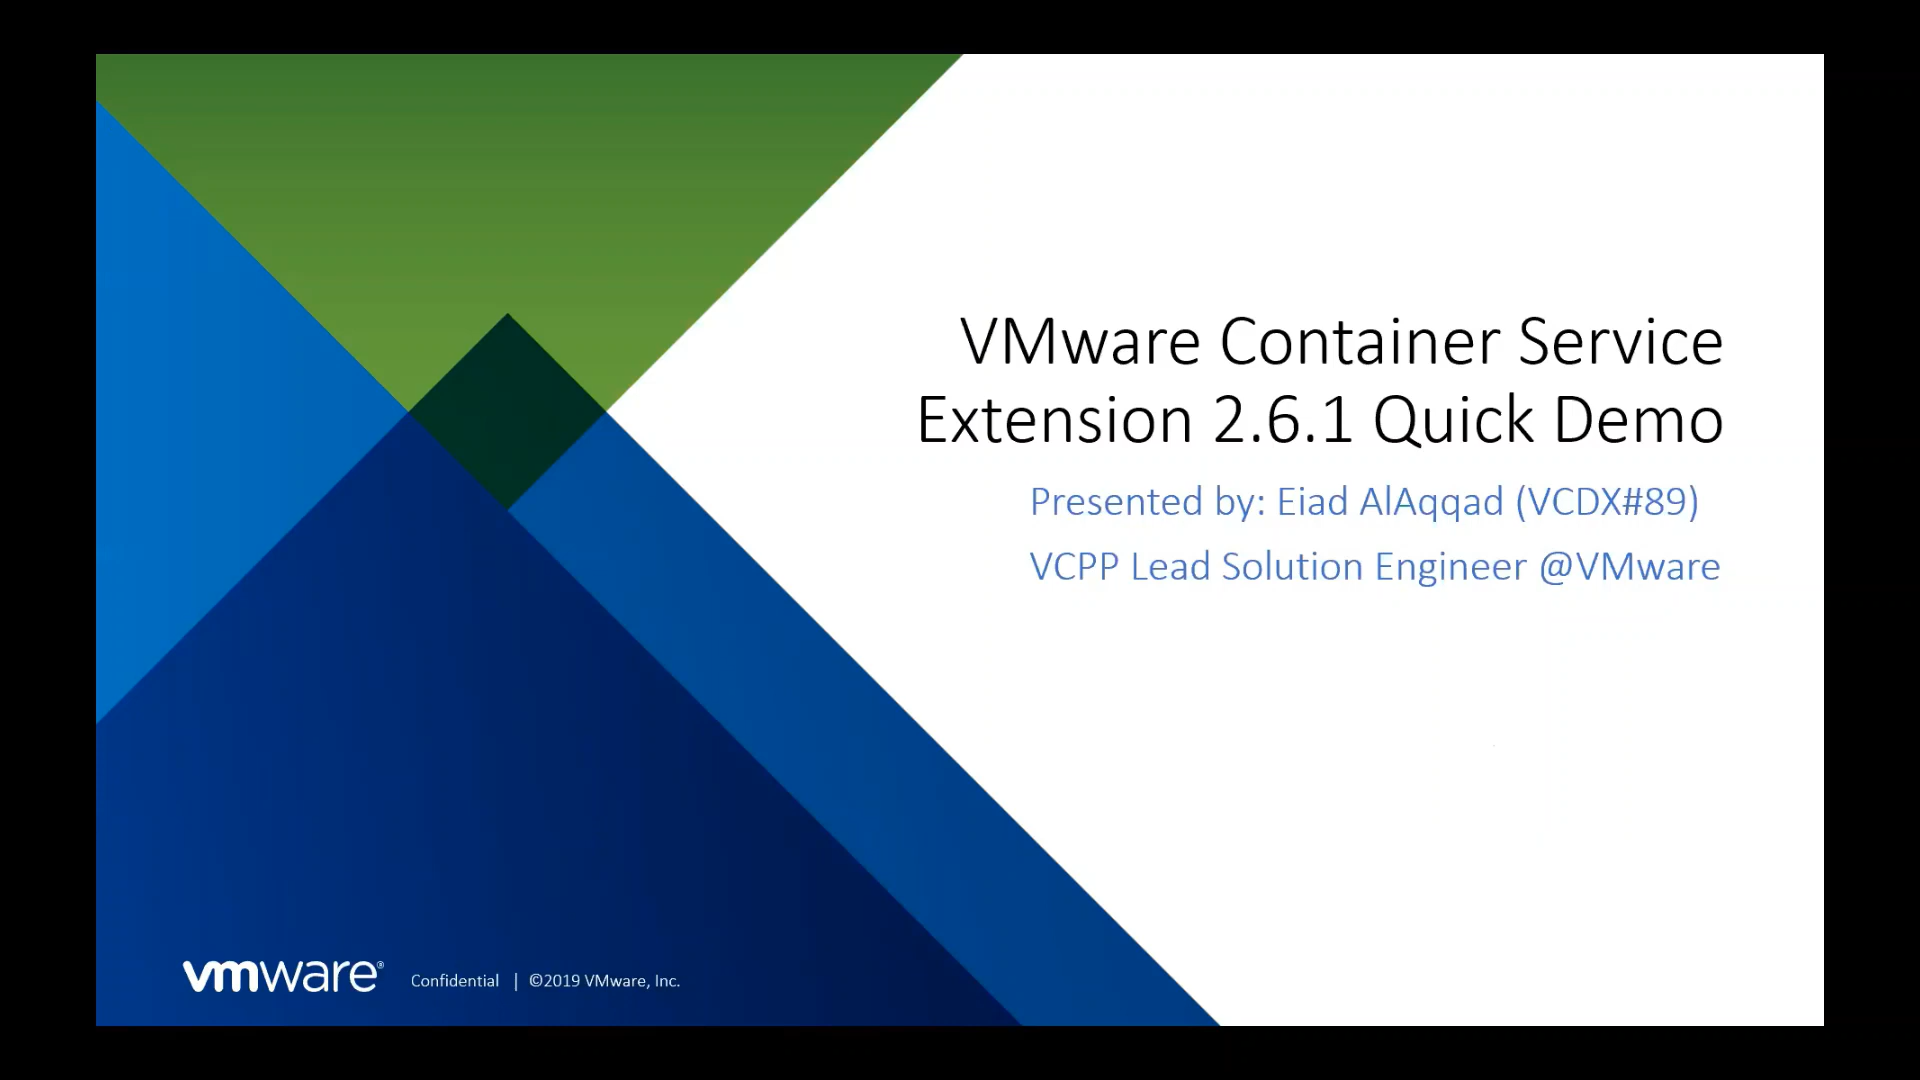 VMware Container Service
Extension 2.6.1 Quick Demo
Presented by: Eiad AlAqqad (VCDX#89)
VCPP Lead Solution Engineer @VMware
vmware®
Confidential | ©2019 VMware, Inc.